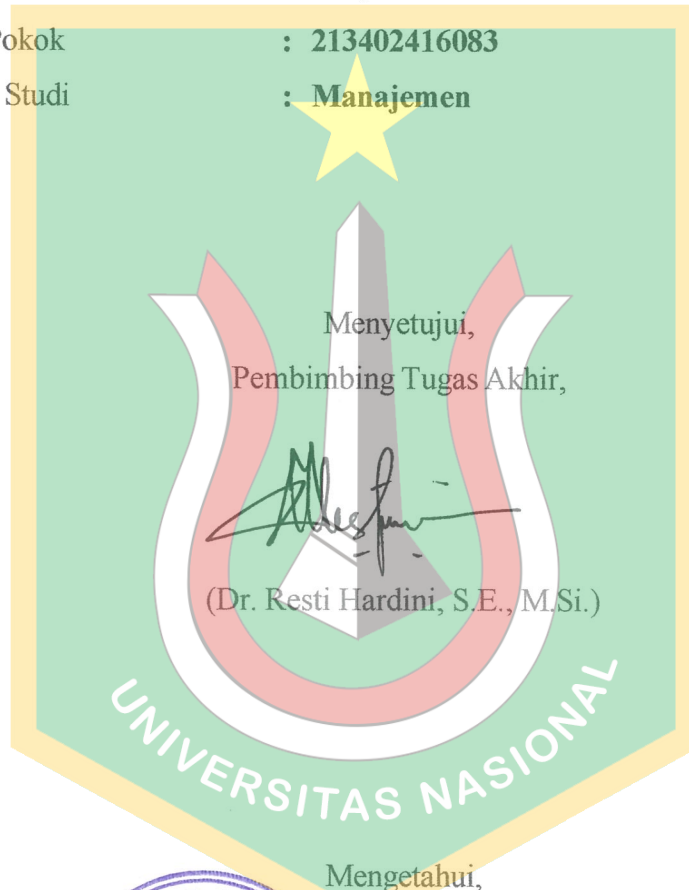 Pokok : 213402416083
Studi : Manajemen
Menyetujui,
Pembimbing Tugas Akhir,
(Dr. Resti Hardini, S.E., M.Si.)
UNIVERSITAS NASIONAL
Mengetahui,